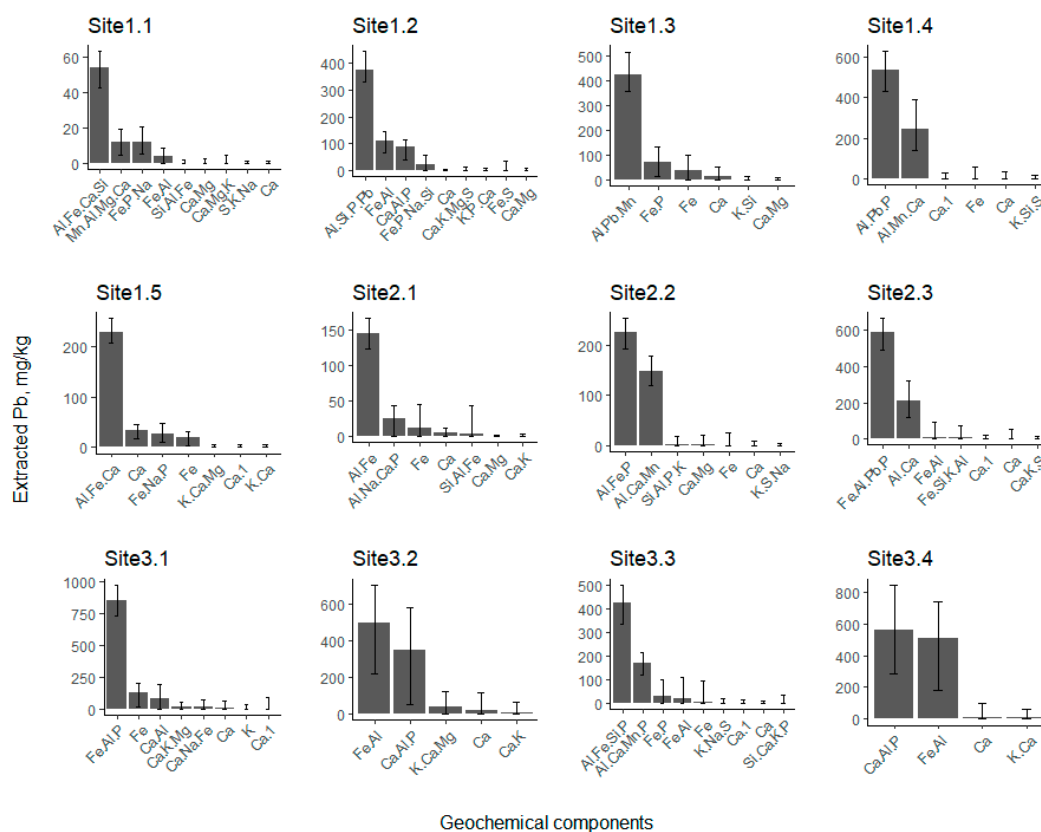 Site1.1
60
40
20
0
Al.Fe.Ca.Si
Mn.Al.Mg.Ca
Fe.P.Na
Fe.Al
Si.Al.Fe
Ca.Mg
Ca.Mg.K
S.K.Na
Ca
Site1.2
400
300
200
100
0
Al.Si.P.Pb
Fe.Al
Ca.Al.P
Fe.P.Na.Si
Ca
Ca.K.Mg.S
K.P.Ca
Fe.S
Ca.Mg
Site1.3
500
400
300
200
100
0
Al.Pb.Mn
Fe.P
Fe
Ca
K.Si
Ca.Mg
Site1.4
600
400
200
0
Al.Pb.P
Al.Mn.Ca
Ca.1
Fe
Ca
K.Si.S
Extracted Pb, mg/kg
Site1.5
200
100
0
Al.Fe.Ca
Ca
Fe.Na.P
Fe
K.Ca.Mg
Ca.1
K.Ca
Site2.1
150
100
50
0
Al.Fe
Al.Na.Ca.P
Fe
Ca
Si.Al.Fe
Ca.Mg
Ca.K
Site2.2
200
100
0
Al.Fe.P
Al.Ca.Mn
Si.Al.P.K
Ca.Mg
Fe
Ca
K.S.Na
Site2.3
600
400
200
0
Fe.Al.Pb.P
Al.Ca
Fe.Al
Fe.Si.K.Al
Ca.1
Ca
Ca.K.S
Site3.1
1000
750
500
250
0
Fe.Al.P
Fe
Ca.Al
Ca.K.Mg
Ca.Na.Fe
Ca
K
Ca.1
Site3.2
600
400
200
0
Fe.Al
Ca.Al.P
K.Ca.Mg
Ca
Ca.K
Site3.3
500
400
300
200
100
0
Al.Fe.Si.P
Al.Ca.Mn.P
Fe.P
Fe.Al
Fe
K.Na.S
Ca.1
Ca
Si.Ca.K.P
Site3.4
800
600
400
200
0
Ca.Al.P
Fe.Al
Ca
K.Ca
Geochemical components